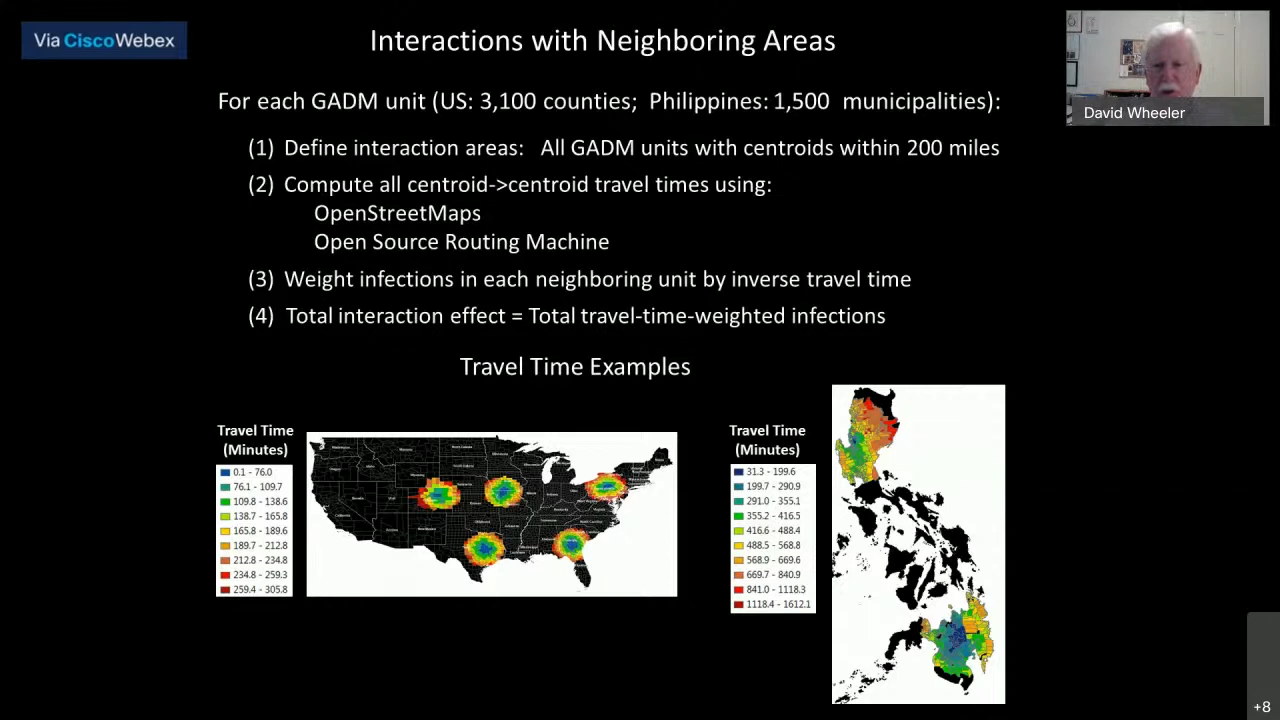 Via CiscoWebex
Interactions with Neighboring Areas
David Wheeler
For each GADM unit (US: 3,100 counties; Philippines: 1,500 municipalities):
(1) Define interaction areas: All GADM units with centroids within 200 miles
(2) Compute all centroid->centroid travel times using:
OpenStreetMaps
Open Source Routing Machine
(3) Weight infections in each neighboring unit by inverse travel time
(4) Total interaction effect = Total travel-time-weighted infections
Travel Time Examples
Travel Time
(Minutes)
0.1 - 76.0
76.1 - 109.7
109.8 - 138.6
138.7 - 165.8
165.8 - 189.6
189.7 - 212.8
212.8 - 234.8
234.8 - 259.3
259.4 - 305.8
Travel Time
(Minutes)
31.3 - 199.6
199.7 - 290.9
291.0 - 355.1
355.2 - 416.5
416.6 - 488.4
488.5 - 568.8
568.9 - 669.6
669.7 - 840.9
841.0 - 1118.3
1118.4 - 1612.1
+8